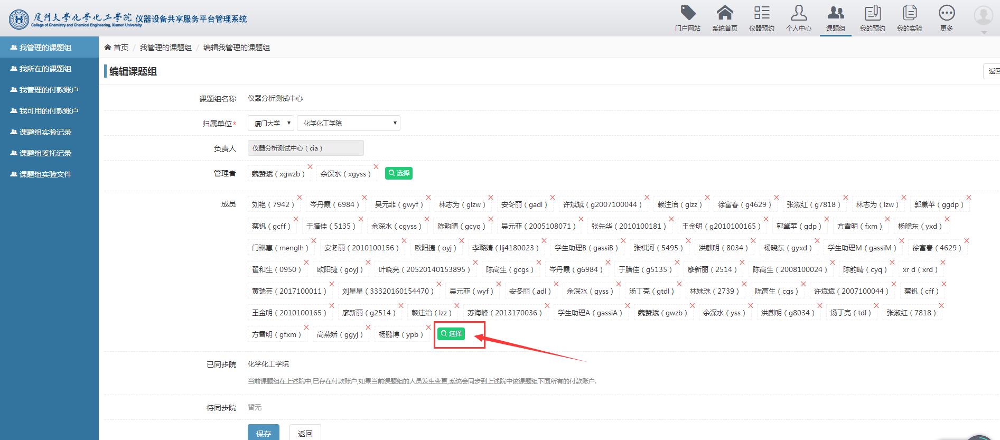 厦门大学化学化工学院 仪器设备共享服务平台管理系统
College of Chemistry and Chemical Engineering, Xiamen University
门户网站 系统首页 仪器预约 个人中心 课题组 我的预约 我的实验 更多
我管理的课题组
我所在的课题组
我管理的付款账户
我可用的付款账户
课题组实验记录
课题组委托记录
课题组实验文件
首页 / 我管理的课题组 / 编辑我管理的课题组
编辑课题组
返回
课题组名称 仪器分析测试中心
归属单位* 厦门大学 化学化工学院
负责人 仪器分析测试中心（cia）
管理者 魏赞斌（xgwzb） 余深水（xgyss） 选择
成员 刘艳（7942） 岑丹霞（6984） 吴元菲（gwyf） 林志为（glzw） 安冬丽（gadl） 许斌斌（g2007100044） 赖注治（glzz） 徐富春（g4629） 张淑红（g7818） 林志为（lzw） 郭黛苹（ggdp）
蔡钒（gcff） 于腊佳（5135） 余深水（cgyss） 陈韵晴（gcyq） 吴元菲（2005108071） 张先华（2010100181） 王金明（g2010100165） 郭黛苹（gdp） 方雪明（fxm） 杨晓东（yxd）
门琳惠（menglh） 安冬丽（2010100156） 欧阳捷（oyj） 李璐婧（llj4180023） 学生助理B（gassiB） 张棋河（5495） 洪麒明（8034） 杨晓东（gyxd） 学生助理M（gassiM） 徐富春（4629）
翟和生（0950） 欧阳捷（goyj） 叶晓亮（20520140153895） 陈高生（gcgs） 岑丹霞（g6984） 于腊佳（g5135） 廖新丽（2514） 陈高生（2008100024） 陈韵晴（cyq） xr d（xrd）
黄瑞芸（2017100011） 刘星星（33320160154470） 吴元菲（wyf） 安冬丽（adl） 余深水（gyss） 汤丁亮（gtdl） 林妹珠（2739） 陈高生（cgs） 许斌斌（2007100044） 蔡钒（cff）
王金明（2010100165） 廖新丽（g2514） 赖注治（lzz） 苏海峰（2013170036） 学生助理A（gassiA） 魏赞斌（gwzb） 余深水（yss） 洪麒明（g8034） 汤丁亮（tdl） 张淑红（7818）
方雪明（gfxm） 高燕娇（ggyj） 杨鹏博（ypb） 选择
已同步院 化学化工学院
当前课题组在上述院中,已存在付款账户,如果当前课题组的人员发生变更,系统会同步到上述院中该课题组下面所有的付款账户.
待同步院 暂无
保存 返回